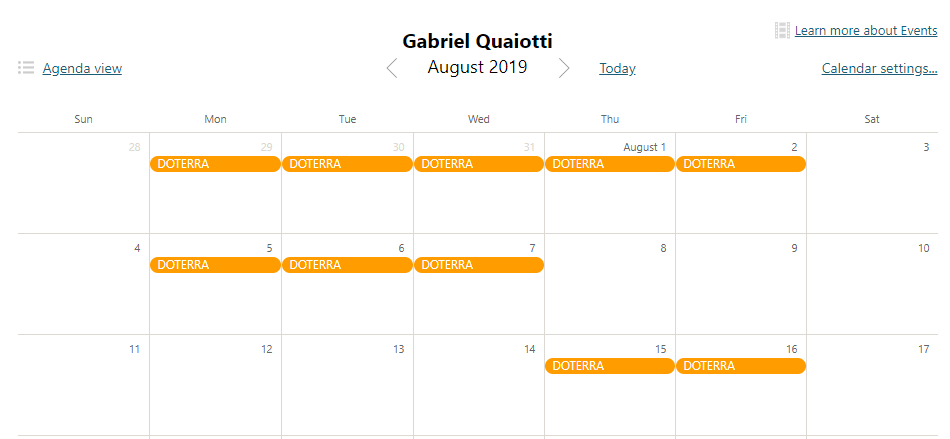 Learn more about Events
Gabriel Quaiotti
Agenda view August 2019 Today Calendar settings...
Sun Mon Tue Wed Thu Fri Sat
28 29 30 31 August 1 2 3
DOTERRA DOTERRA DOTERRA DOTERRA DOTERRA
4 5 6 7 8 9 10
DOTERRA DOTERRA DOTERRA
11 12 13 14 15 16 17
DOTERRA DOTERRA